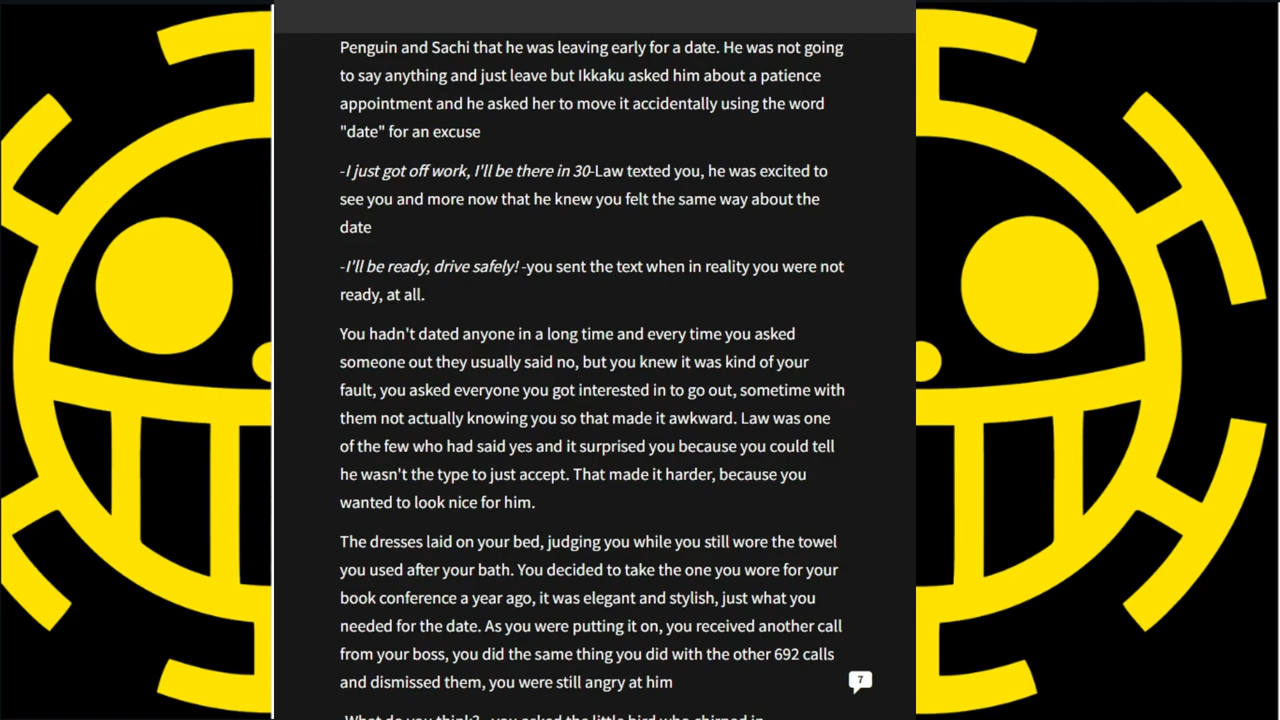 Penguin and Sachi that he was leaving early for a date. He was not going
to say anything and just leave but Ikkaku asked him about a patience
appointment and he asked her to move it accidentally using the word
"date" for an excuse
-I just got off work, I'll be there in 30-Law texted you, he was excited to
see you and more now that he knew you felt the same way about the
date
-I'll be ready, drive safely! -you sent the text when in reality you were not
ready, at all.
You hadn't dated anyone in a long time and every time you asked
someone out they usually said no, but you knew it was kind of your
fault, you asked everyone you got interested in to go out, sometime with
them not actually knowing you so that made it awkward. Law was one
of the few who had said yes and it surprised you because you could tell
he wasn't the type to just accept. That made it harder, because you
wanted to look nice for him.
The dresses laid on your bed, judging you while you still wore the towel
you used after your bath. You decided to take the one you wore for your
book conference a year ago, it was elegant and stylish, just what you
needed for the date. As you were putting it on, you received another call
from your boss, you did the same thing you did with the other 692 calls
and dismissed them, you were still angry at him
7
-What do you think? -you asked the little bird who chirped in